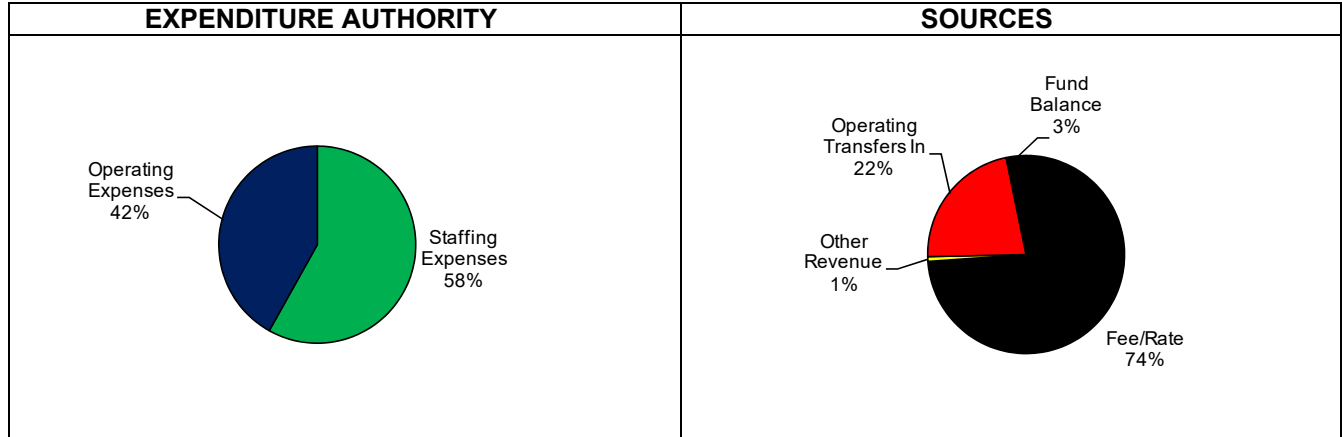 EXPENDITURE AUTHORITY
Operating
Expenses
42%
Staffing
Expenses
58%
SOURCES
Fund
Balance
3%
Operating
Transfers In
22%
Other
Revenue
1%
Fee/Rate
74%